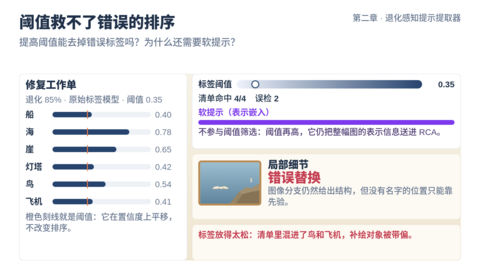 阈值救不了错误的排序
第二章 · 退化感知提示提取器
提高阈值能去掉错误标签吗？为什么还需要软提示？
修复工作单
退化 85% · 原始标签模型 · 阈值 0.35
船 0.40
海 0.78
崖 0.65
灯塔 0.42
鸟 0.54
飞机 0.41
橙色刻线就是阈值：它在置信度上平移，
不改变排序。
标签阈值 0.35
清单命中 4/4 误检 2
软提示（表示嵌入）
不参与阈值筛选：阈值再高，它仍把整幅图的表示信息送进 RCA。
局部细节
错误替换
图像分支仍然给出结构，但没有名字的位置只能靠
先验。
标签放得太松：清单里混进了鸟和飞机，补绘对象被带偏。